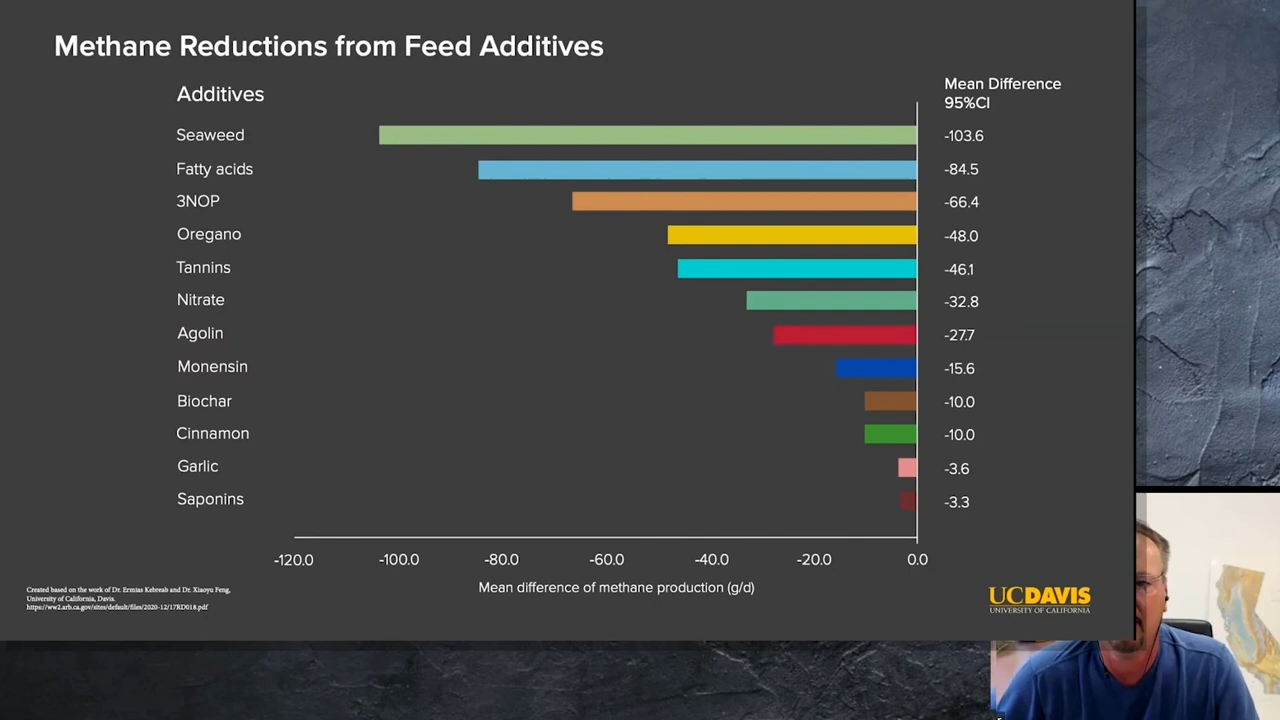 Methane Reductions from Feed Additives
Additives
Mean Difference
95%CI
Seaweed -103.6
Fatty acids -84.5
3NOP -66.4
Oregano -48.0
Tannins -46.1
Nitrate -32.8
Agolin -27.7
Monensin -15.6
Biochar -10.0
Cinnamon -10.0
Garlic -3.6
Saponins -3.3
-120.0 -100.0 -80.0 -60.0 -40.0 -20.0 0.0
Mean difference of methane production (g/d)
Created based on the work of Dr. Ermias Kebreab and Dr. Xiaoyu Feng,
University of California, Davis.
https://ww2.arb.ca.gov/sites/default/files/2020-12/17RD018.pdf
UCDAVIS
UNIVERSITY OF CALIFORNIA